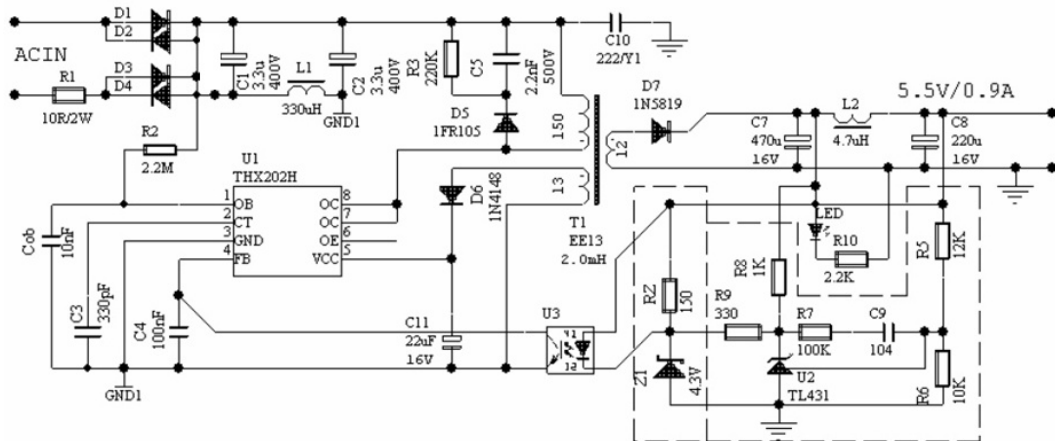 D1
D2
ACIN
D3
D4
R1
10R/2W
C1
3.3u
400V
L1
330uH
C2
3.3u
400V
GND1
R3
220K
C5
2.2nF
500V
C10
222/Y1
D5
1FR105
150
12
13
D7
1N5819
5.5V/0.9A
C7
470u
16V
L2
4.7uH
C8
220u
16V
R2
2.2M
U1
THX202H
1 OB
2 CT
3 GND
4 FB
OC 8
OC 7
OE 6
VCC 5
D6
1N4148
T1
EE13
2.0mH
Cob
10nF
C3
330pF
C4
100nF
C11
22uF
16V
U3
GND1
LED
R10
2.2K
R5
12K
R8
1K
RZ
150
R9
330
R7
100K
C9
104
Z1
4.3V
U2
TL431
R6
10K